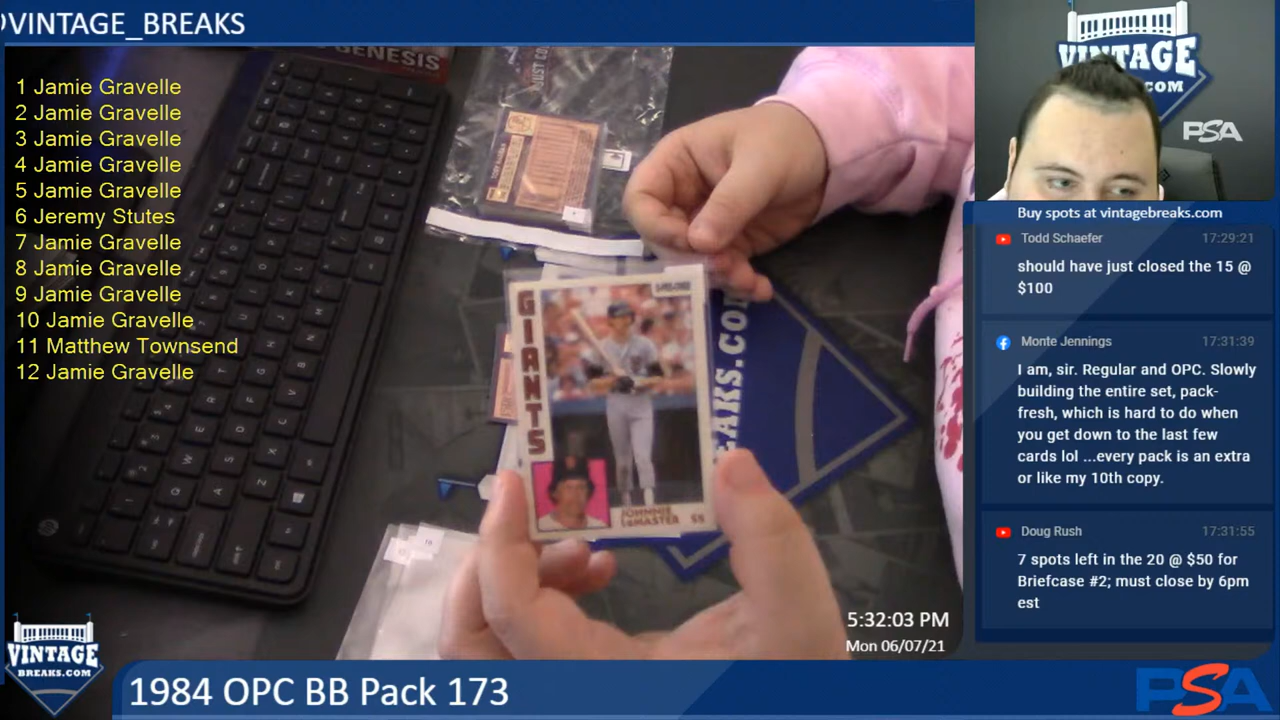 VINTAGE_BREAKS
GENESIS
JUST CO
1 Jamie Gravelle
2 Jamie Gravelle
3 Jamie Gravelle
4 Jamie Gravelle
5 Jamie Gravelle
6 Jeremy Stutes
7 Jamie Gravelle
8 Jamie Gravelle
9 Jamie Gravelle
10 Jamie Gravelle
11 Matthew Townsend
12 Jamie Gravelle
GIANTS
JOHNNIE
LeMASTER SS
EAKS.COM
VINTAGE
.COM
PSA
Buy spots at vintagebreaks.com
Todd Schaefer 17:29:21
should have just closed the 15 @
$100
Monte Jennings 17:31:39
I am, sir. Regular and OPC. Slowly
building the entire set, pack-
fresh, which is hard to do when
you get down to the last few
cards lol ...every pack is an extra
or like my 10th copy.
Doug Rush 17:31:55
7 spots left in the 20 @ $50 for
Briefcase #2; must close by 6pm
est
5:32:03 PM
Mon 06/07/21
VINTAGE
BREAKS.COM
1984 OPC BB Pack 173
PSA